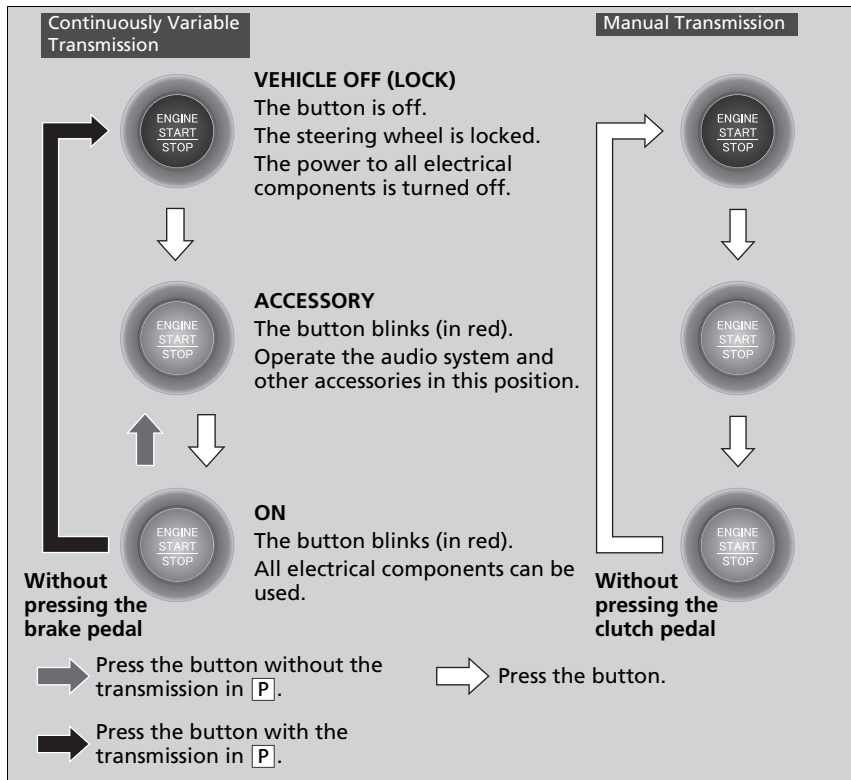 Continuously Variable
Transmission
Manual Transmission
ENGINE
START
STOP
VEHICLE OFF (LOCK)
The button is off.
The steering wheel is locked.
The power to all electrical
components is turned off.
ENGINE
START
STOP
ENGINE
START
STOP
ACCESSORY
The button blinks (in red).
Operate the audio system and
other accessories in this position.
ENGINE
START
STOP
ENGINE
START
STOP
ON
The button blinks (in red).
All electrical components can be
used.
ENGINE
START
STOP
Without
pressing the
brake pedal
Without
pressing the
clutch pedal
Press the button without the
transmission in P.
Press the button.
Press the button with the
transmission in P.